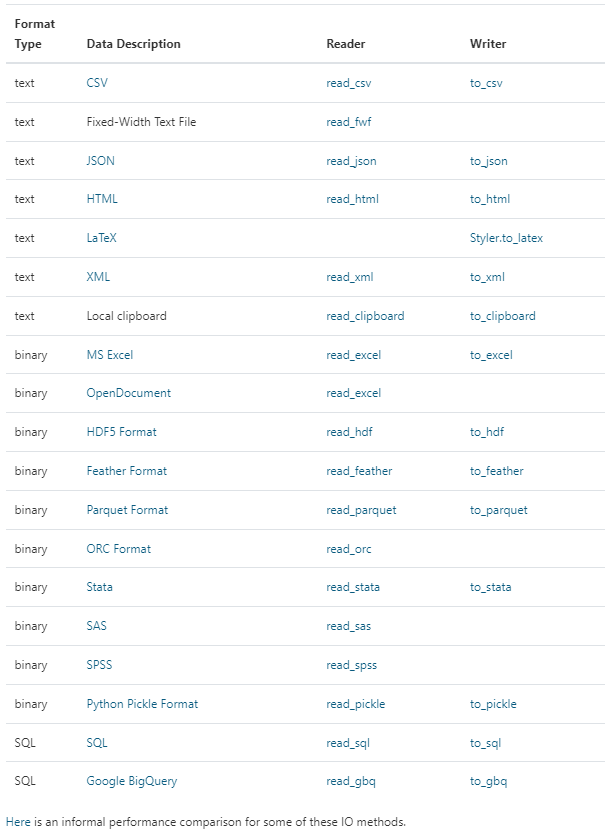 Format
Type Data Description Reader Writer
text CSV read_csv to_csv
text Fixed-Width Text File read_fwf
text JSON read_json to_json
text HTML read_html to_html
text LaTeX Styler.to_latex
text XML read_xml to_xml
text Local clipboard read_clipboard to_clipboard
binary MS Excel read_excel to_excel
binary OpenDocument read_excel
binary HDF5 Format read_hdf to_hdf
binary Feather Format read_feather to_feather
binary Parquet Format read_parquet to_parquet
binary ORC Format read_orc
binary Stata read_stata to_stata
binary SAS read_sas
binary SPSS read_spss
binary Python Pickle Format read_pickle to_pickle
SQL SQL read_sql to_sql
SQL Google BigQuery read_gbq to_gbq
Here is an informal performance comparison for some of these IO methods.